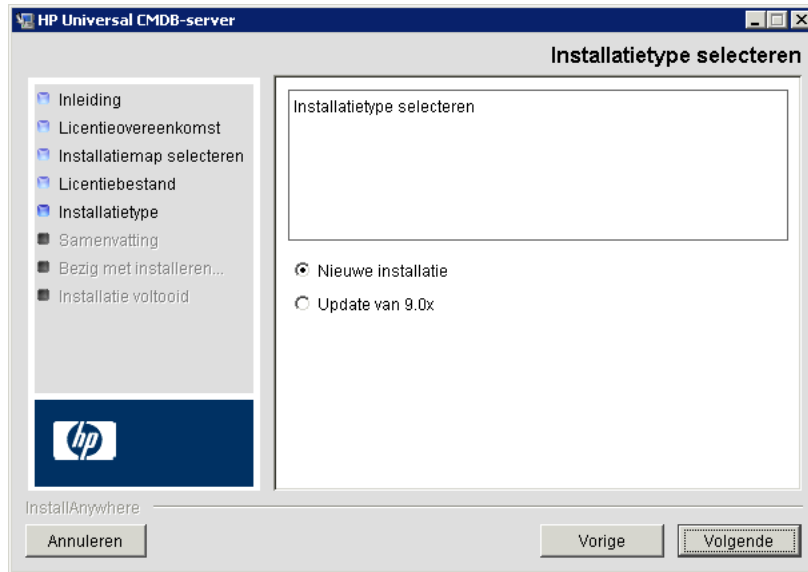 HP Universal CMDB-server
Installatietype selecteren
Inleiding
Licentieovereenkomst
Installatiemap selecteren
Licentiebestand
Installatietype
Samenvatting
Bezig met installeren...
Installatie voltooid
Installatietype selecteren
Nieuwe installatie
Update van 9.0x
hp
InstallAnywhere
Annuleren
Vorige
Volgende